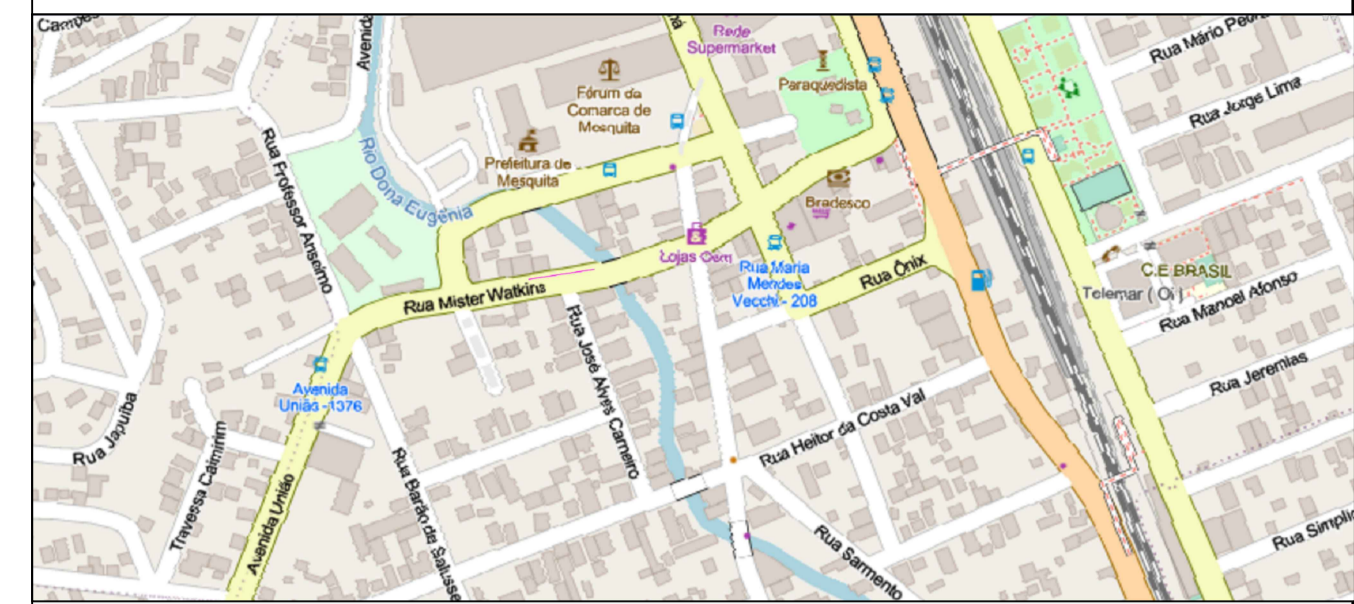 Avenida
Rede
Supermarket
Rua Mário
Paraquedista
Fórum da
Comarca de
Mesquita
Rua Jorge Lima
Rua Professor Anselmo
Rio Dona Eugênia
Prefeitura de
Mesquita
Bradesco
Lojas Cem
Rua Maria
Mendes
Vecchi - 208
Rua Ônix
C.E BRASIL
Telemar ( Oi )
Rua Manoel Afonso
Rua Mister Watkins
Rua José Alves Carneiro
Rua Jeremias
Avenida
União -1376
Rua Japuíba
Rua Heitor da Costa Val
Travessa Caimirim
Avenida União
Rua Barão de Salusse
Rua Sarmento
Rua Simplic